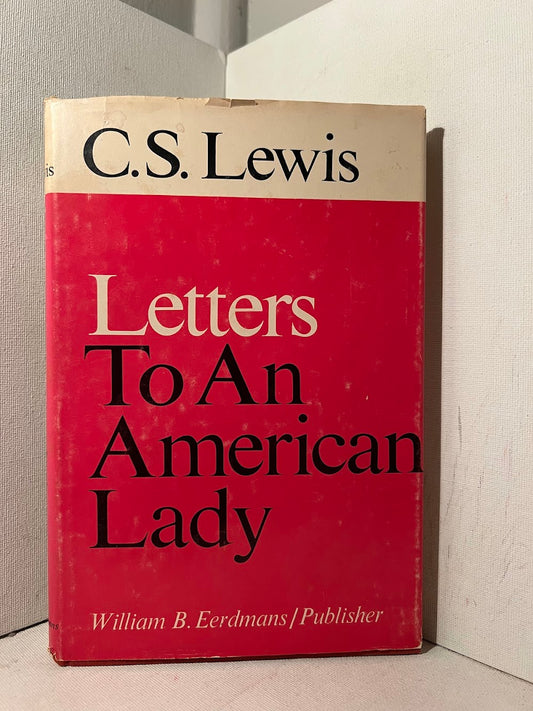 C.S. Lewis
Letters
To An
American
Lady
William B. Eerdmans/Publisher